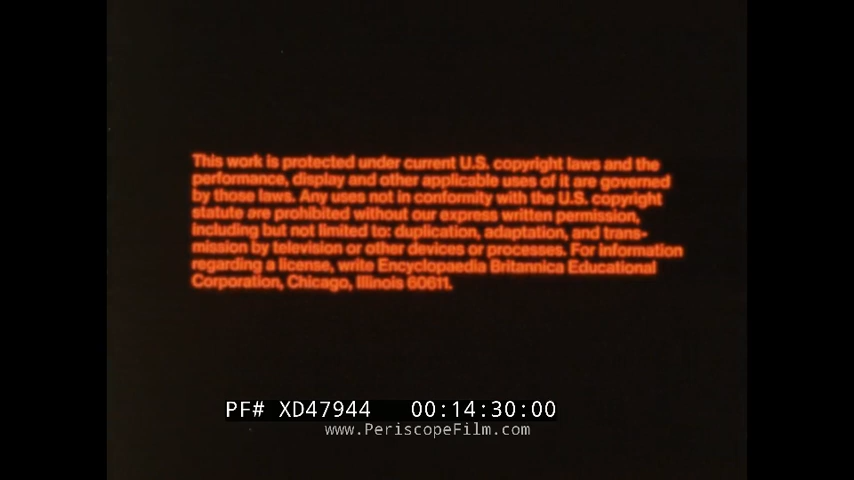 This work is protected under current U.S. copyright laws and the
performance, display and other applicable uses of it are governed
by those laws. Any uses not in conformity with the U.S. copyright
statute are prohibited without our express written permission,
including but not limited to: duplication, adaptation, and trans-
mission by television or other devices or processes. For information
regarding a license, write Encyclopaedia Britannica Educational
Corporation, Chicago, Illinois 60611.
PF# XD47944 00:14:30:00
www.PeriscopeFilm.com